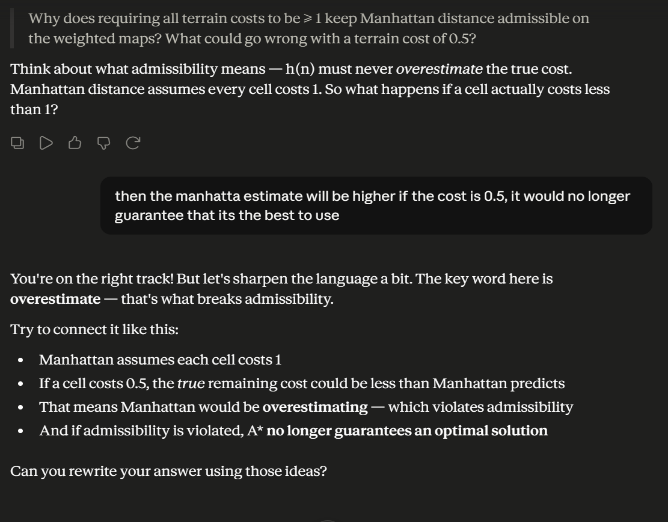 Why does requiring all terrain costs to be ≥ 1 keep Manhattan distance admissible on
the weighted maps? What could go wrong with a terrain cost of 0.5?
Think about what admissibility means — h(n) must never overestimate the true cost.
Manhattan distance assumes every cell costs 1. So what happens if a cell actually costs less
than 1?
then the manhatta estimate will be higher if the cost is 0.5, it would no longer
guarantee that its the best to use
You're on the right track! But let's sharpen the language a bit. The key word here is
overestimate — that's what breaks admissibility.
Try to connect it like this:
• Manhattan assumes each cell costs 1
• If a cell costs 0.5, the true remaining cost could be less than Manhattan predicts
• That means Manhattan would be overestimating — which violates admissibility
• And if admissibility is violated, A* no longer guarantees an optimal solution
Can you rewrite your answer using those ideas?